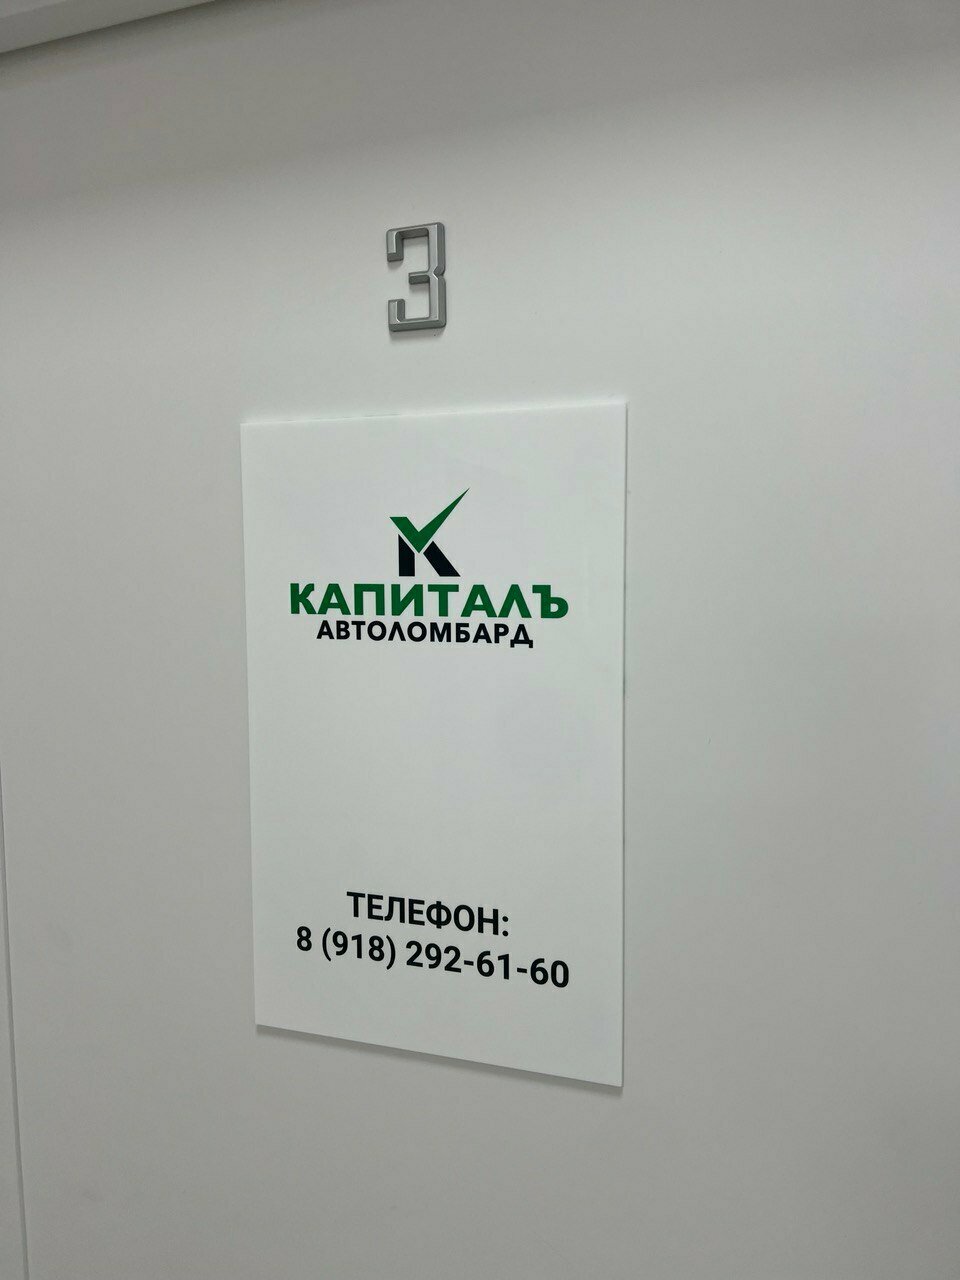 3
КАПИТАЛЪ
АВТОЛОМБАРД
ТЕЛЕФОН:
8 (918) 292-61-60